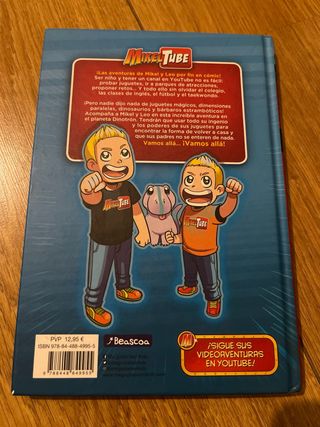 MIKELTUBE
¡Las aventuras de Mikel y Leo por fin en cómic!
Ser niño y tener un canal en YouTube no es fácil:
probar juguetes, ir a parques de atracciones,
proponer retos... Y todo ello sin olvidar el colegio,
las clases de inglés, el fútbol y el taekwondo.
¡Pero nadie dijo nada de juguetes mágicos, dimensiones
paralelas, dinosaurios y bárbaros estrambóticos!
Acompaña a Mikel y Leo en esta increíble aventura en
el planeta Dinotrón. Tendrán que usar todo su ingenio
y los poderes de sus juguetes para
encontrar la forma de volver a casa y
que sus padres no se enteren de nada.
Vamos allá... ¡Vamos allá!
MIKELTUBE
MIKELTUBE
PVP 12,95 €
ISBN 978-84-488-4995-5
9 788448 849955
Beascoa
¡SIGUE SUS
VIDEOAVENTURAS
EN YOUTUBE!